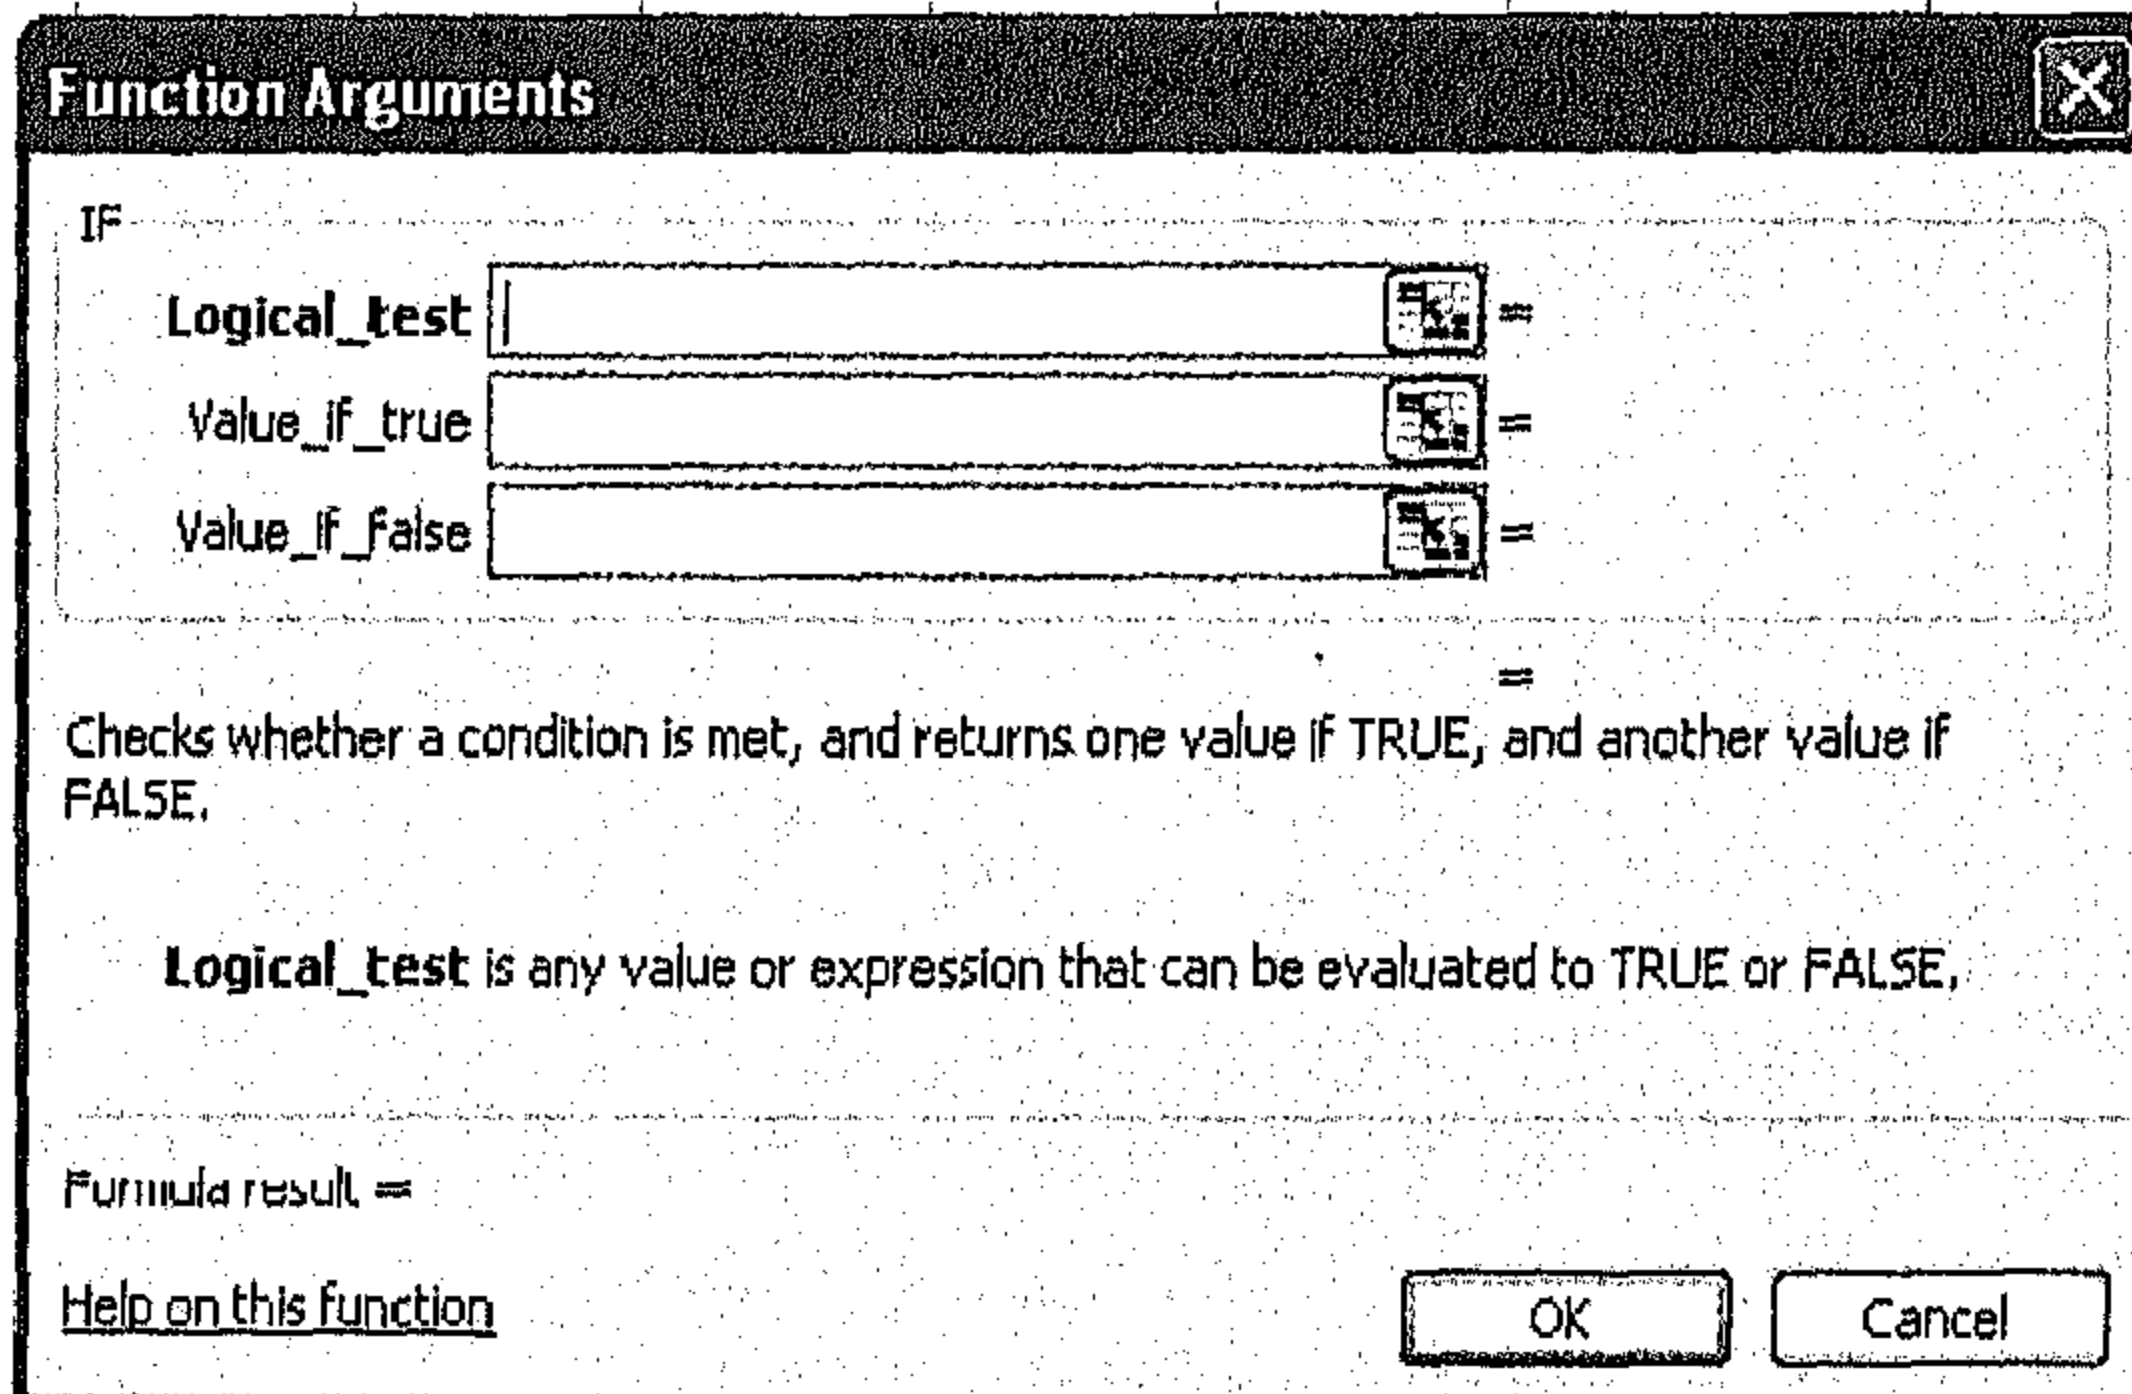 Function Arguments
IF
Logical_test =
Value_if_true =
Value_if_false =
=
Checks whether a condition is met, and returns one value if TRUE, and another value if
FALSE.
Logical_test is any value or expression that can be evaluated to TRUE or FALSE.
Formula result =
Help on this function
OK
Cancel